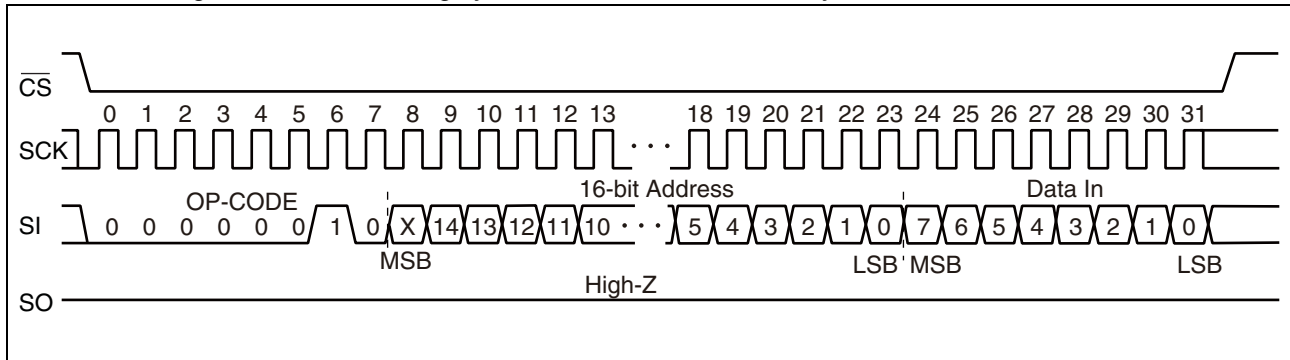 CS
0 1 2 3 4 5 6 7 8 9 10 11 12 13 18 19 20 21 22 23 24 25 26 27 28 29 30 31
SCK
···
OP-CODE 16-bit Address Data In
SI 0 0 0 0 0 0 1 0 X 14 13 12 11 10 ··· 5 4 3 2 1 0 7 6 5 4 3 2 1 0
MSB LSB MSB LSB
High-Z
SO